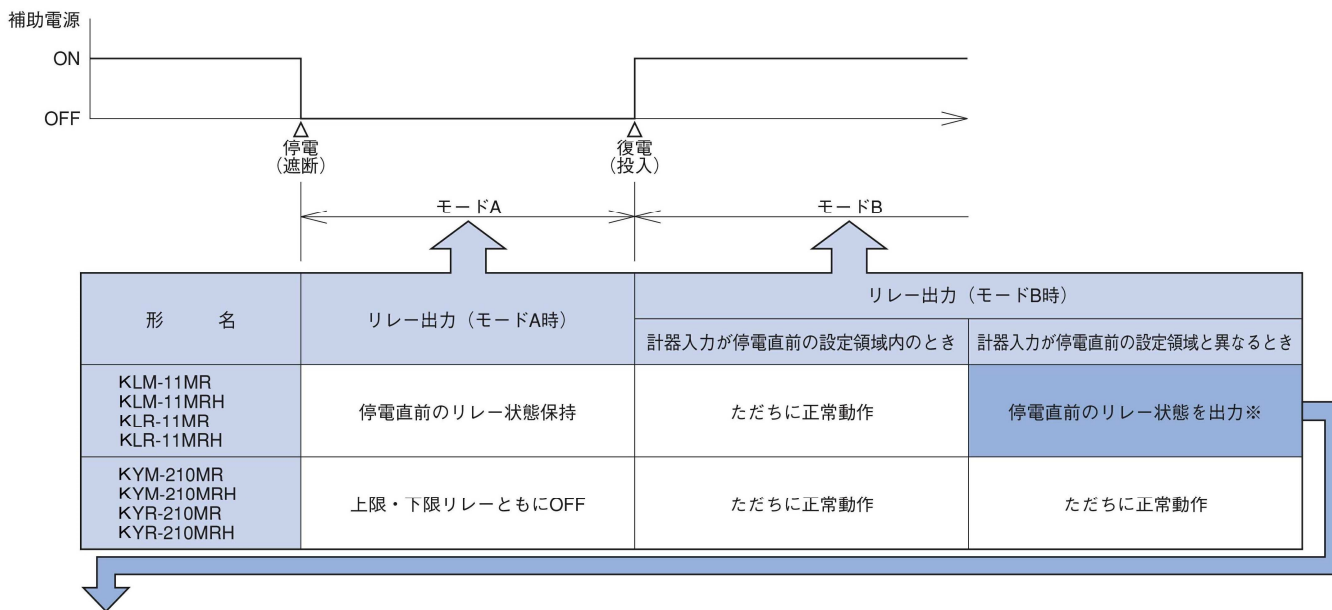 補助電源
ON
OFF
停電
(遮断)
復電
(投入)
モードA
モードB
形　名
リレー出力（モードA時）
リレー出力（モードB時）
計器入力が停電直前の設定領域内のとき
計器入力が停電直前の設定領域と異なるとき
KLM-11MR
KLM-11MRH
KLR-11MR
KLR-11MRH
停電直前のリレー状態保持
ただちに正常動作
停電直前のリレー状態を出力※
KYM-210MR
KYM-210MRH
KYR-210MR
KYR-210MRH
上限・下限リレーともにOFF
ただちに正常動作
ただちに正常動作